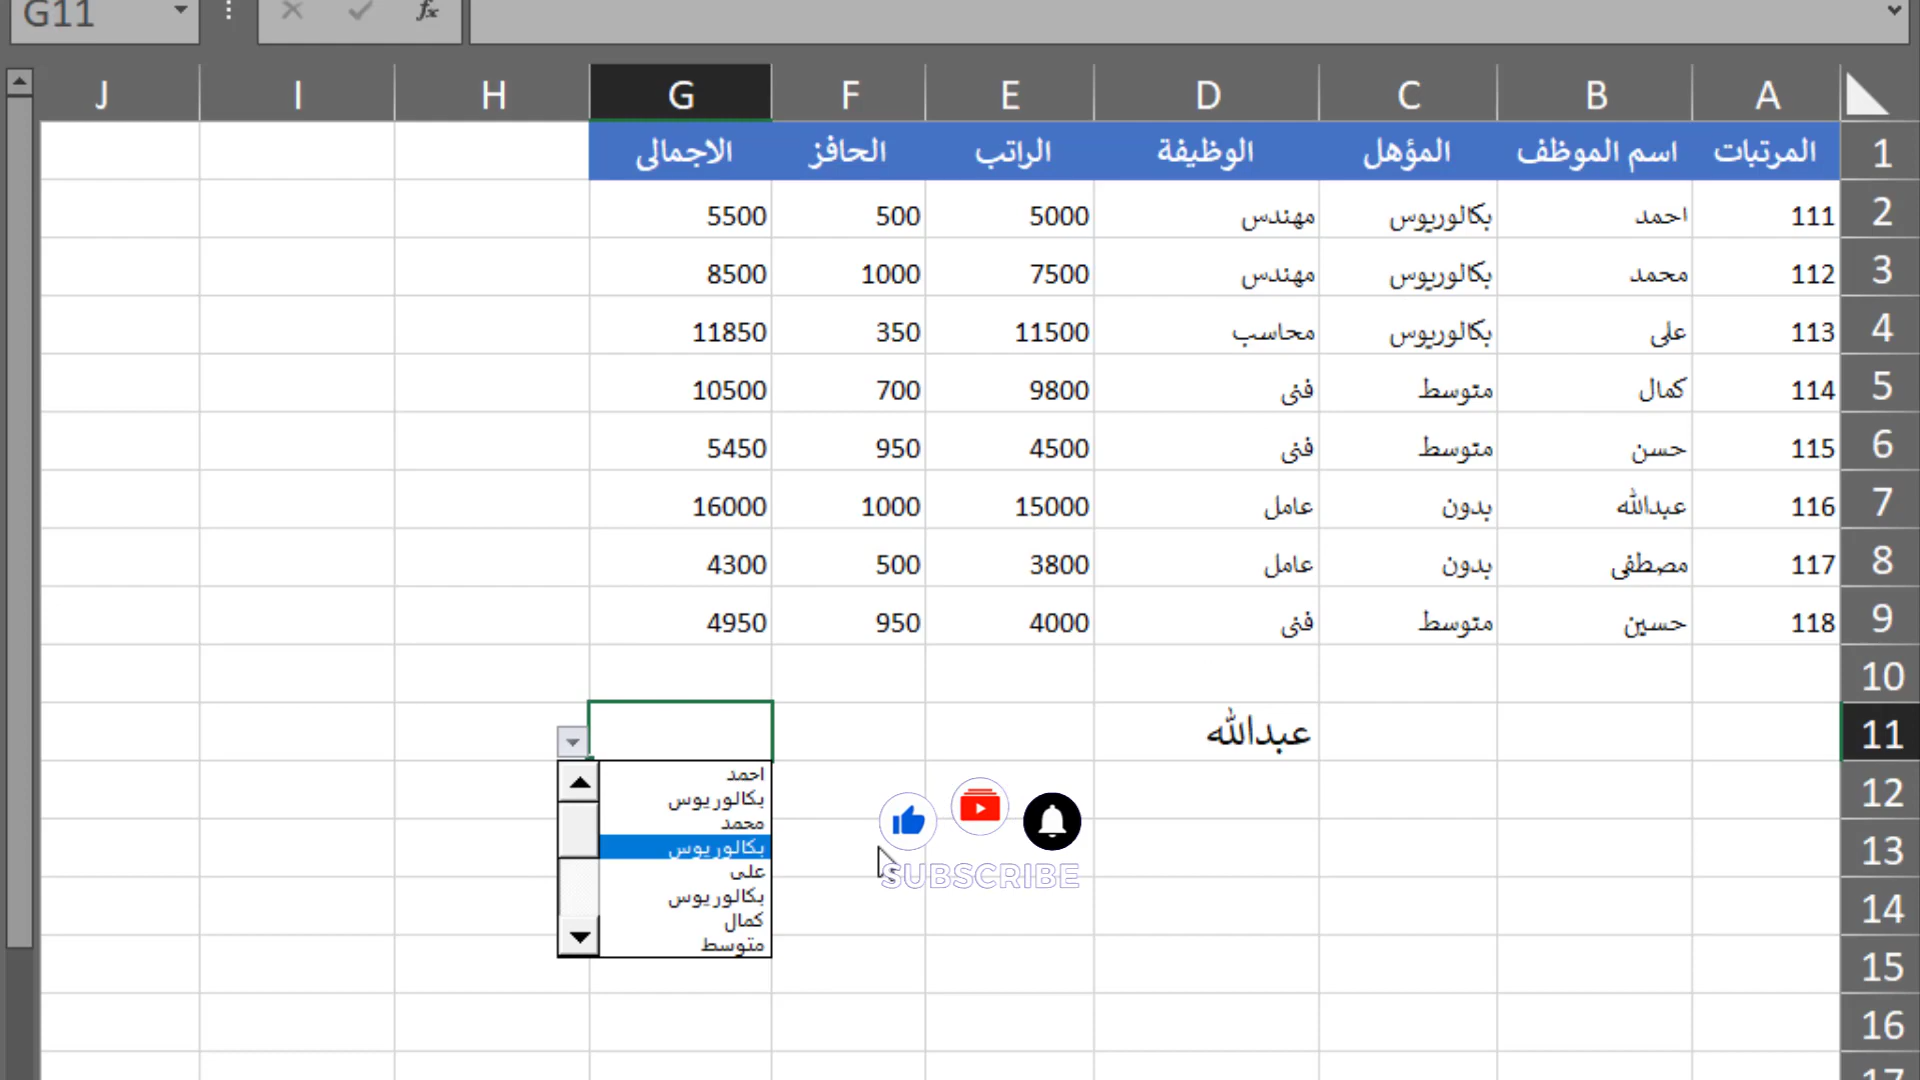 G11 fx
A B C D E F G H I J
1 المرتبات اسم الموظف المؤهل الوظيفة الراتب الحافز الاجمالى
2 111 احمد بكالوريوس مهندس 5000 500 5500
3 112 محمد بكالوريوس مهندس 7500 1000 8500
4 113 على بكالوريوس محاسب 11500 350 11850
5 114 كمال متوسط فنى 9800 700 10500
6 115 حسن متوسط فنى 4500 950 5450
7 116 عبدالله بدون عامل 15000 1000 16000
8 117 مصطفى بدون عامل 3800 500 4300
9 118 حسين متوسط فنى 4000 950 4950
10
11 عبدالله
12
13
14
15
16
17
احمد
بكالوريوس
محمد
بكالوريوس
على
بكالوريوس
كمال
متوسط
SUBSCRIBE